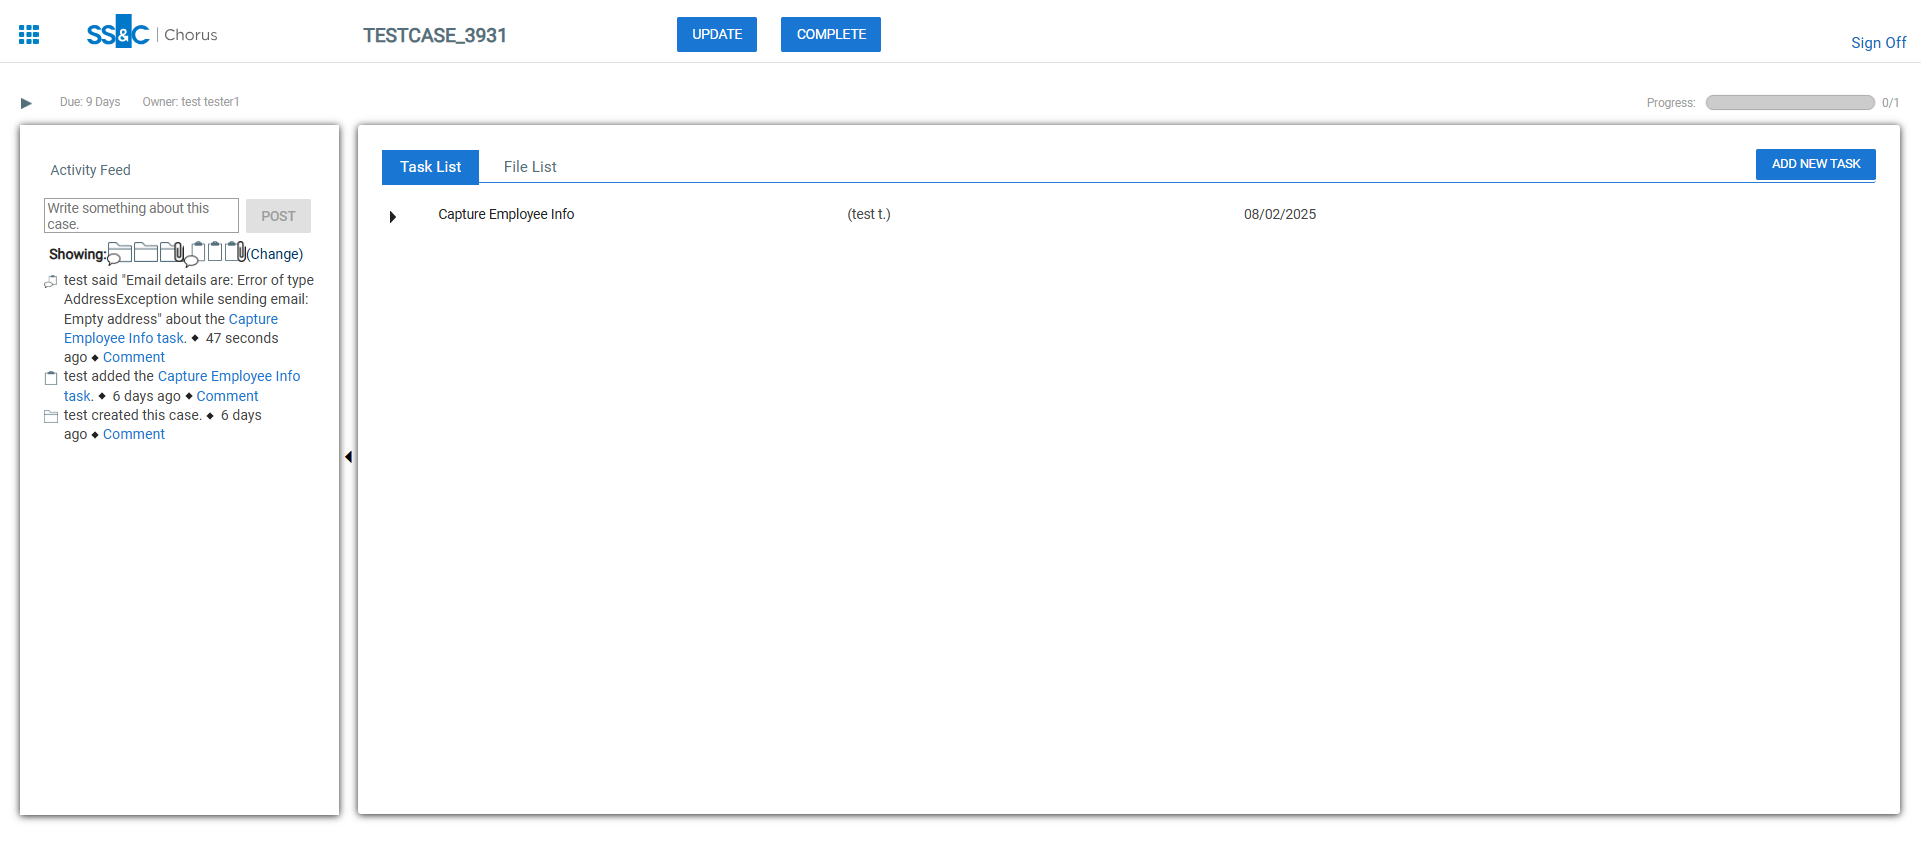 SS&C | Chorus
TESTCASE_3931
UPDATE
COMPLETE
Sign Off
Due: 9 Days
Owner: test tester1
Progress:
0/1
Activity Feed
Write something about this
case.
POST
Showing:
(Change)
test said "Email details are: Error of type
AddressException while sending email:
Empty address" about the Capture
Employee Info task. ◆ 47 seconds
ago ◆ Comment
test added the Capture Employee Info
task. ◆ 6 days ago ◆ Comment
test created this case. ◆ 6 days
ago ◆ Comment
Task List
File List
ADD NEW TASK
Capture Employee Info
(test t.)
08/02/2025